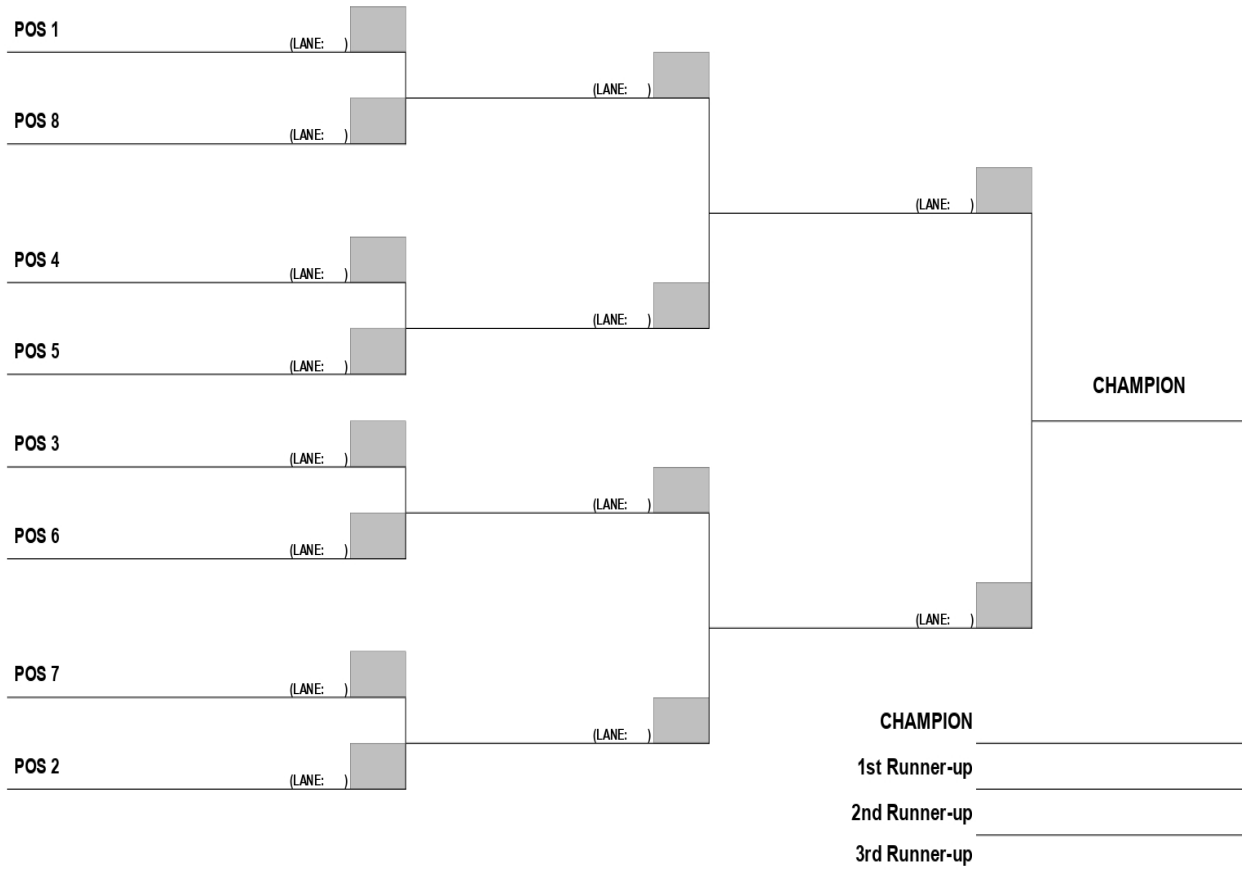 POS 1
(LANE: )
(LANE: )
POS 8
(LANE: )
(LANE: )
POS 4
(LANE: )
(LANE: )
POS 5
(LANE: )
CHAMPION
POS 3
(LANE: )
(LANE: )
POS 6
(LANE: )
(LANE: )
POS 7
(LANE: )
CHAMPION
(LANE: )
1st Runner-up
POS 2
(LANE: )
2nd Runner-up
3rd Runner-up